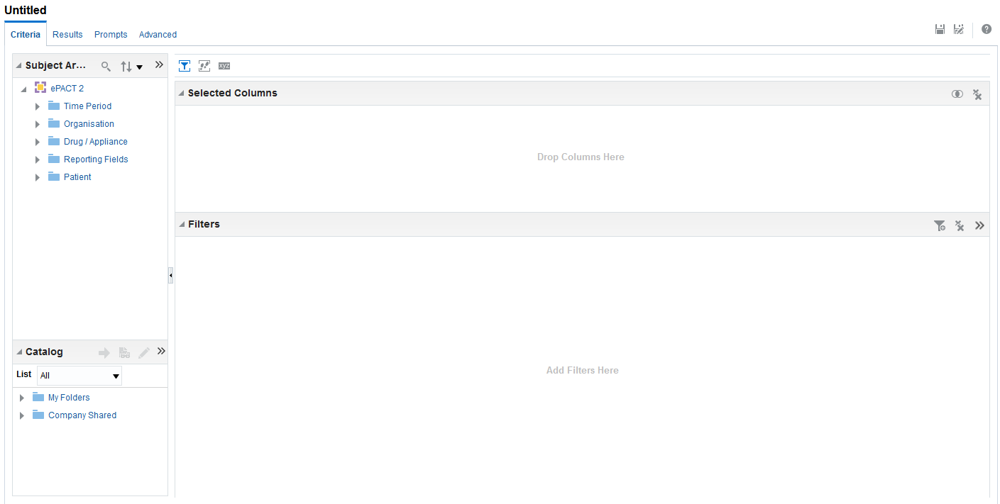 Untitled
Criteria Results Prompts Advanced
Subject Ar...
ePACT 2
Time Period
Organisation
Drug / Appliance
Reporting Fields
Patient
Catalog
List All
My Folders
Company Shared
xyz
Selected Columns
Drop Columns Here
Filters
Add Filters Here